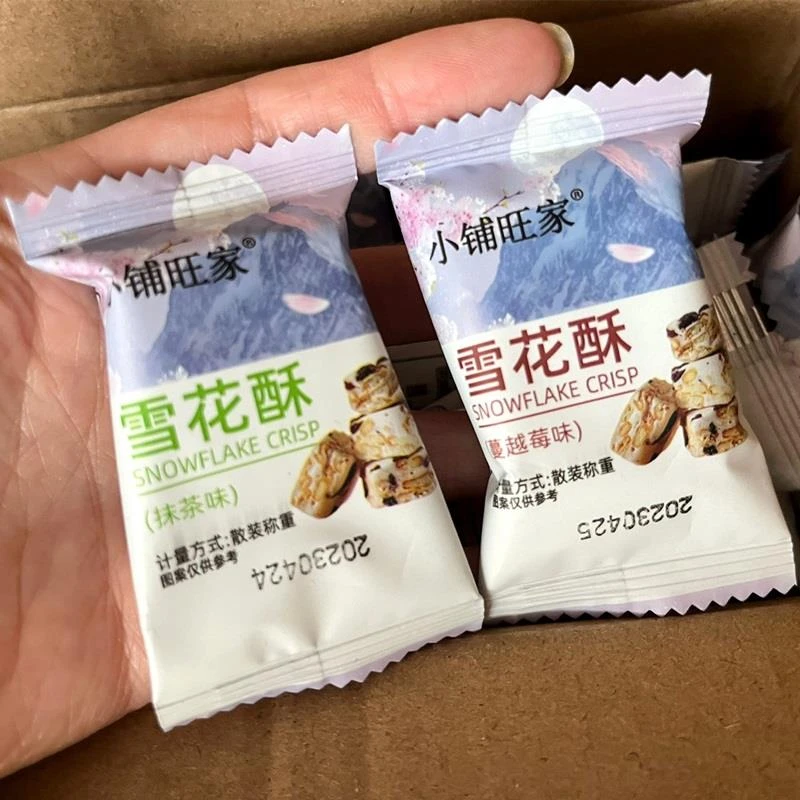 小铺旺家®
雪花酥
SNOWFLAKE CRISP
(抹茶味)
计量方式:散装称重
图案仅供参考
20230424
小铺旺家®
雪花酥
SNOWFLAKE CRISP
(蔓越莓味)
计量方式:散装称重
图案仅供参考
20230425